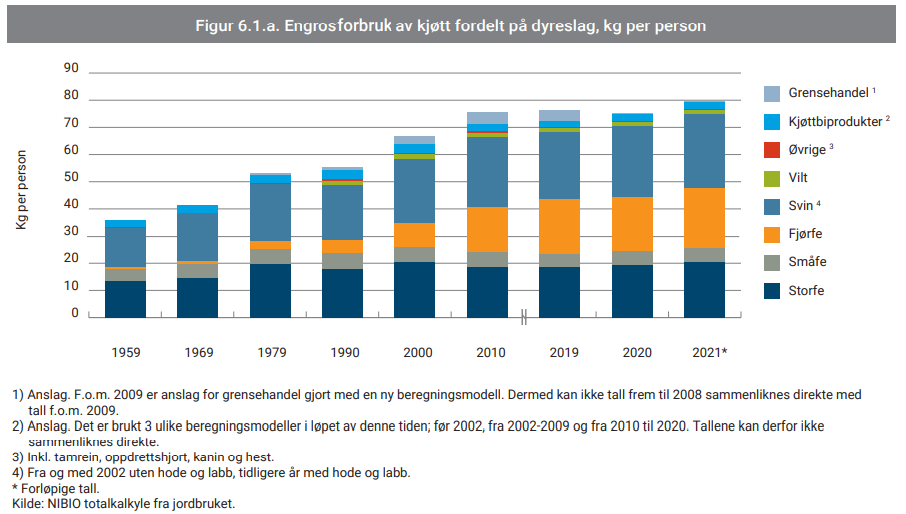 Figur 6.1.a. Engrosforbruk av kjøtt fordelt på dyreslag, kg per person
Kg per person
90
80
70
60
50
40
30
20
10
0
1959
1969
1979
1990
2000
2010
2019
2020
2021*
Grensehandel 1
Kjøttbiprodukter 2
Øvrige 3
Vilt
Svin 4
Fjørfe
Småfe
Storfe
1) Anslag. F.o.m. 2009 er anslag for grensehandel gjort med en ny beregningsmodell. Dermed kan ikke tall frem til 2008 sammenliknes direkte med
tall f.o.m. 2009.
2) Anslag. Det er brukt 3 ulike beregningsmodeller i løpet av denne tiden; før 2002, fra 2002-2009 og fra 2010 til 2020. Tallene kan derfor ikke
sammenliknes direkte.
3) Inkl. tamrein, oppdrettshjort, kanin og hest.
4) Fra og med 2002 uten hode og labb, tidligere år med hode og labb.
* Forløpige tall.
Kilde: NIBIO totalkalkyle fra jordbruket.